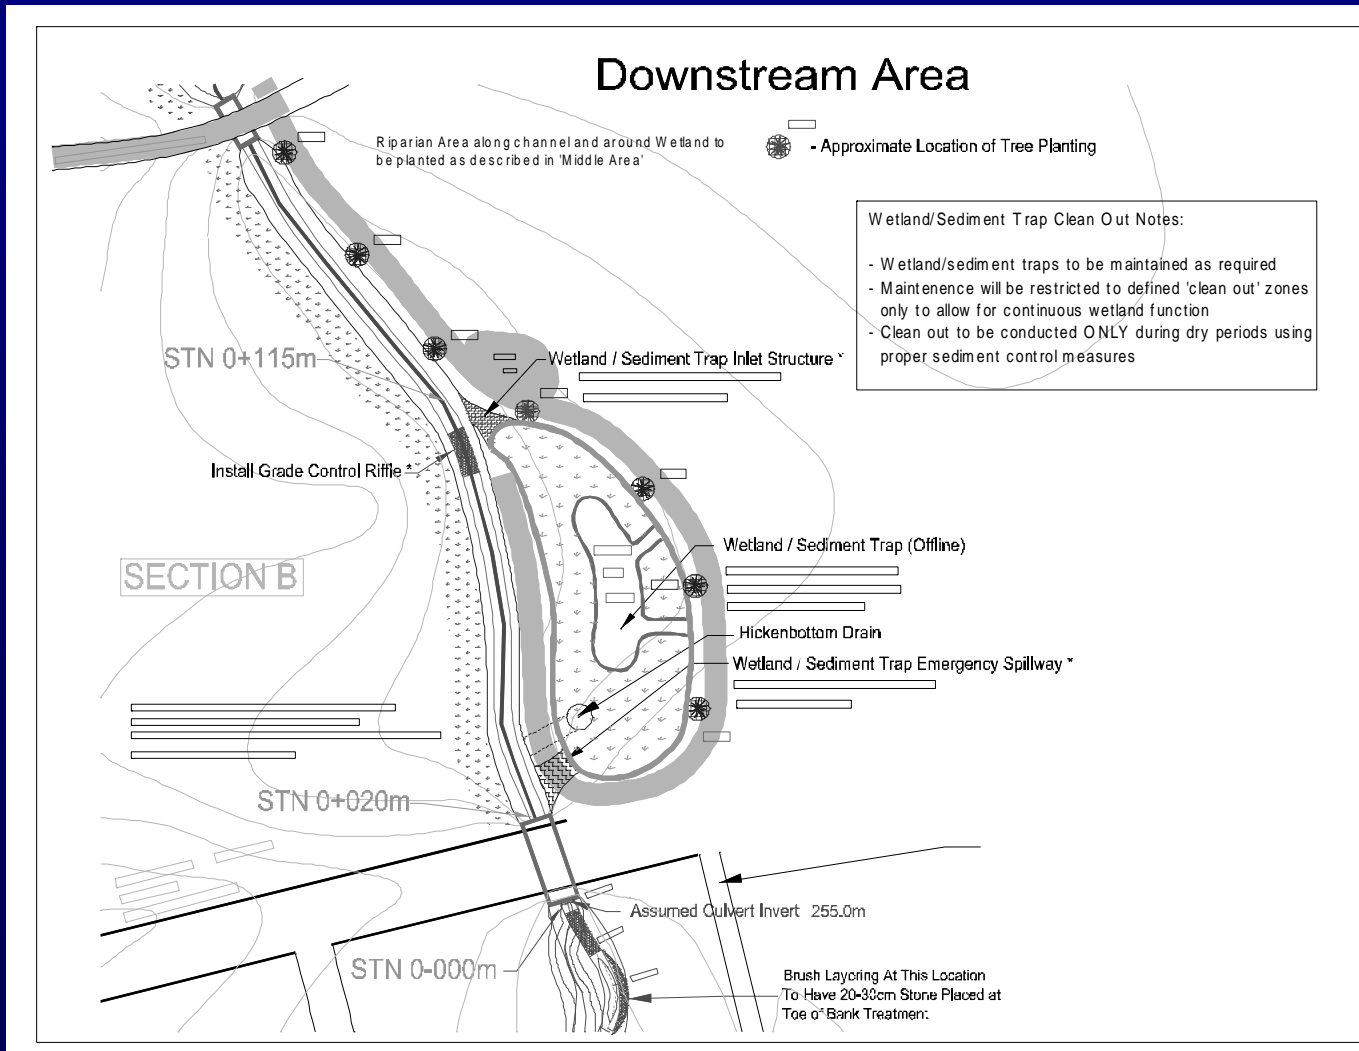 Downstream Area
Riparian Area along channel and around Wetland to
be planted as described in 'Middle Area'
- Approximate Location of Tree Planting
Wetland/Sediment Trap Clean Out Notes:
- Wetland/sediment traps to be maintained as required
- Maintenence will be restricted to defined 'clean out' zones
only to allow for continuous wetland function
- Clean out to be conducted ONLY during dry periods using
proper sediment control measures
STN 0+115m
Wetland / Sediment Trap Inlet Structure *
Install Grade Control Riffle *
Wetland / Sediment Trap (Offline)
SECTION B
Hickenbottom Drain
Wetland / Sediment Trap Emergency Spillway *
STN 0+020m
Assumed Culvert Invert 255.0m
STN 0-000m
Brush Layering At This Location
To Have 20-30cm Stone Placed at
Toe of Bank Treatment.